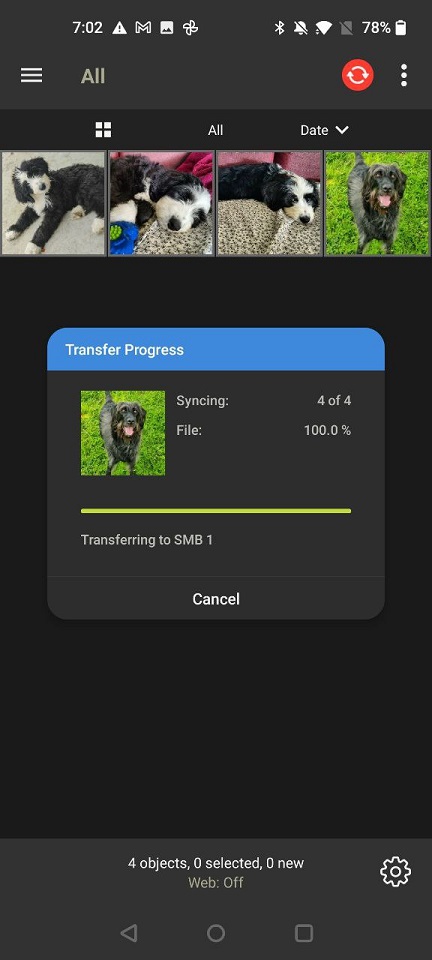 7:02
78%
All
All
Date
Transfer Progress
Syncing: 4 of 4
File: 100.0 %
Transferring to SMB 1
Cancel
4 objects, 0 selected, 0 new
Web: Off